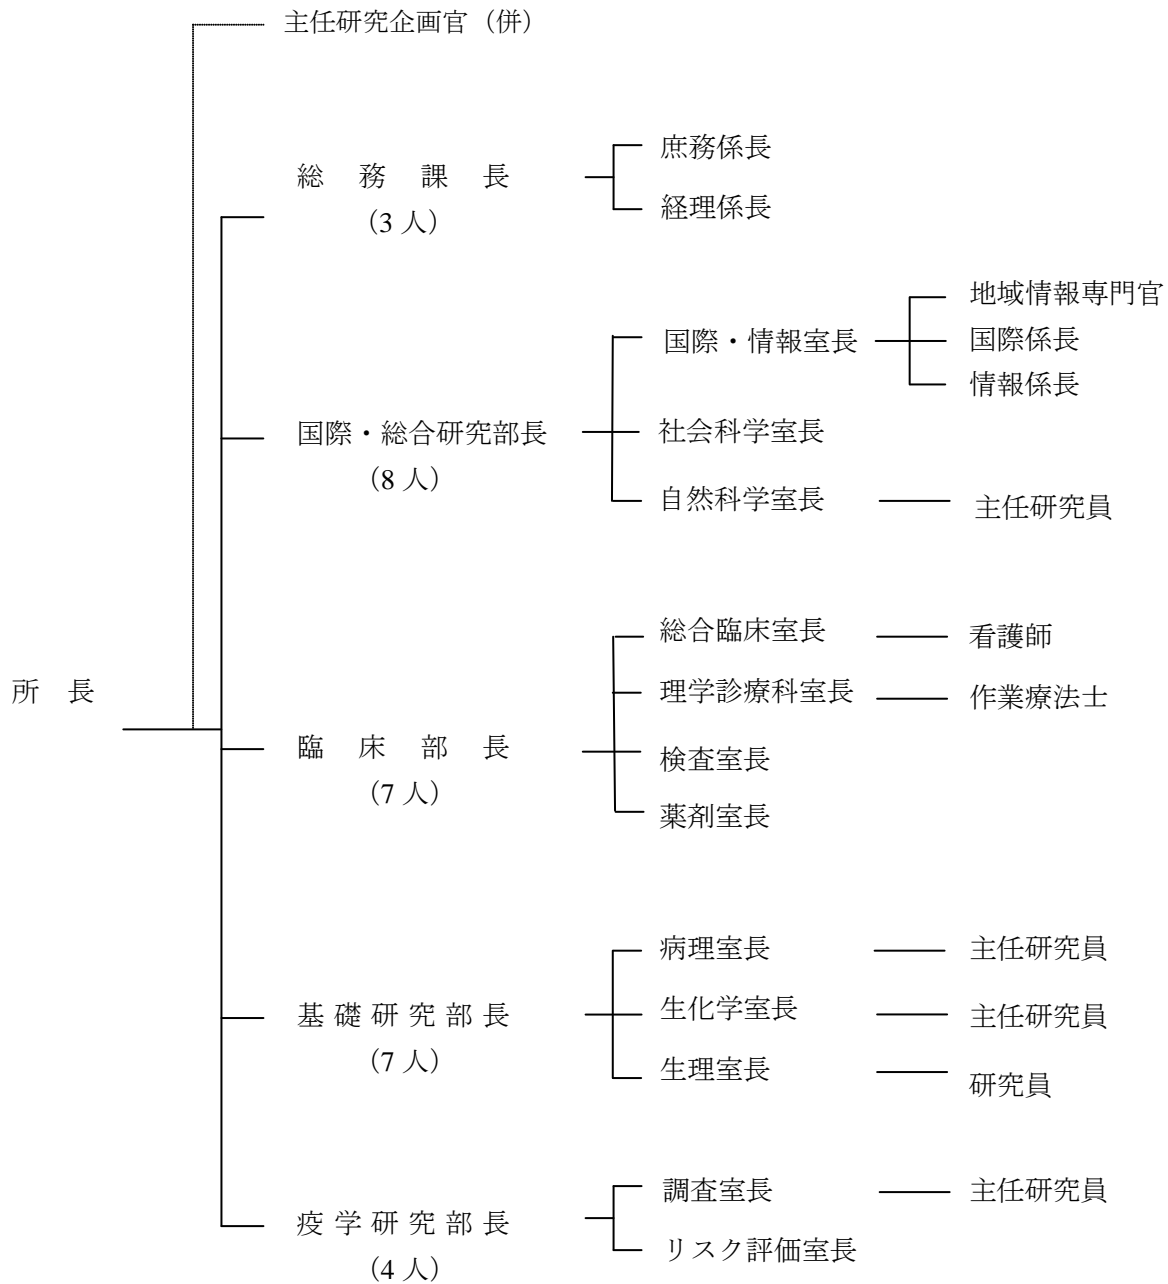 主任研究企画官（併）
庶務係長
総務課長
経理係長
（3人）
地域情報専門官
国際・情報室長
国際係長
情報係長
国際・総合研究部長
社会科学室長
（8人）
自然科学室長
主任研究員
総合臨床室長
看護師
所長
理学診療科室長
作業療法士
臨床部長
検査室長
（7人）
薬剤室長
病理室長
主任研究員
基礎研究部長
生化学室長
主任研究員
（7人）
生理室長
研究員
調査室長
主任研究員
疫学研究部長
リスク評価室長
（4人）